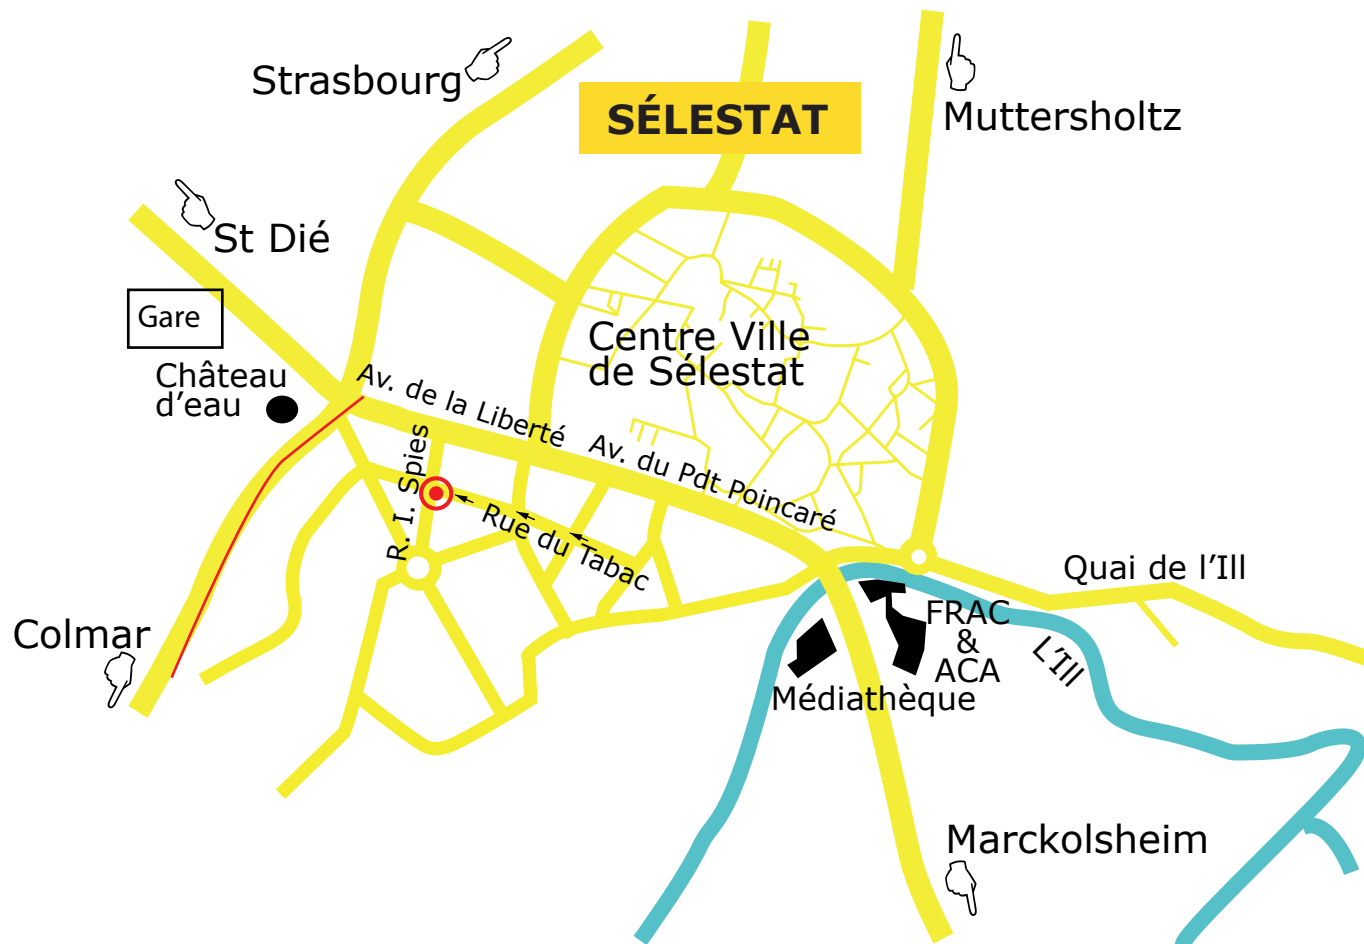 Strasbourg
SÉLESTAT
Muttersholtz
St Dié
Gare
Château
d’eau
Centre Ville
de Sélestat
Av. de la Liberté
Av. du Pdt Poincaré
R. I. Spies
Rue du Tabac
Quai de l’Ill
Colmar
FRAC
&
ACA
L’Ill
Médiathèque
Marckolsheim